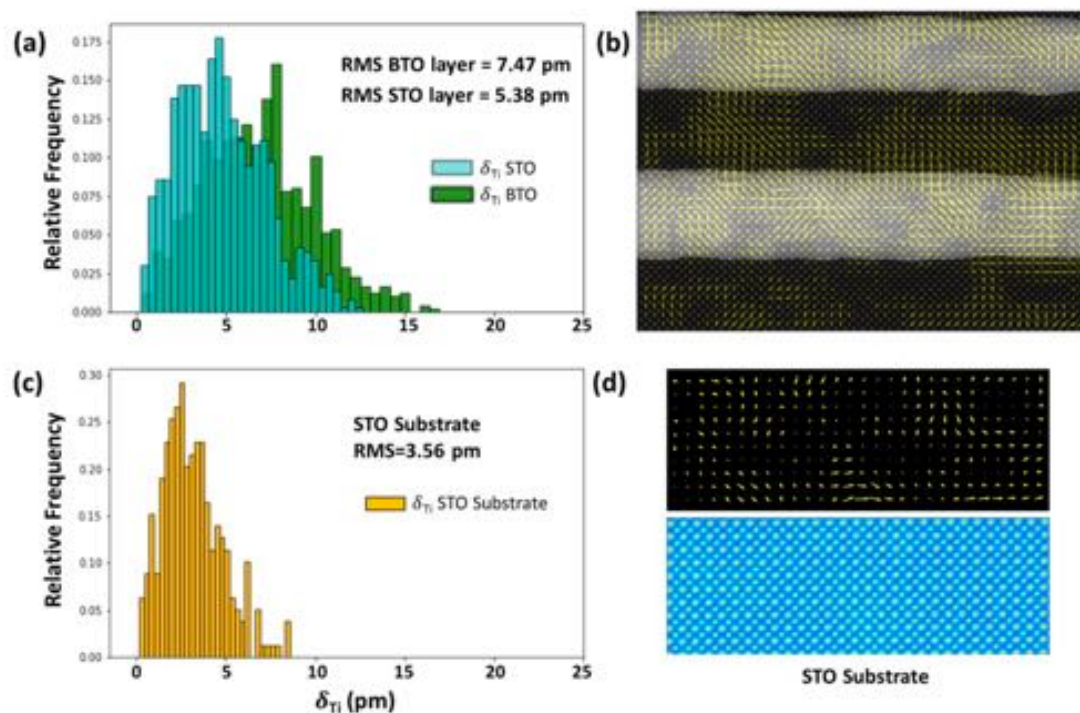 (a)
Relative Frequency
0.175
0.150
0.125
0.100
0.075
0.050
0.025
0.000
0 5 10 15 20 25
RMS BTO layer = 7.47 pm
RMS STO layer = 5.38 pm
δTi STO
δTi BTO
(b)
(c)
Relative Frequency
0.30
0.25
0.20
0.15
0.10
0.05
0.00
0 5 10 15 20 25
δTi (pm)
STO Substrate
RMS=3.56 pm
δTi STO Substrate
(d)
STO Substrate